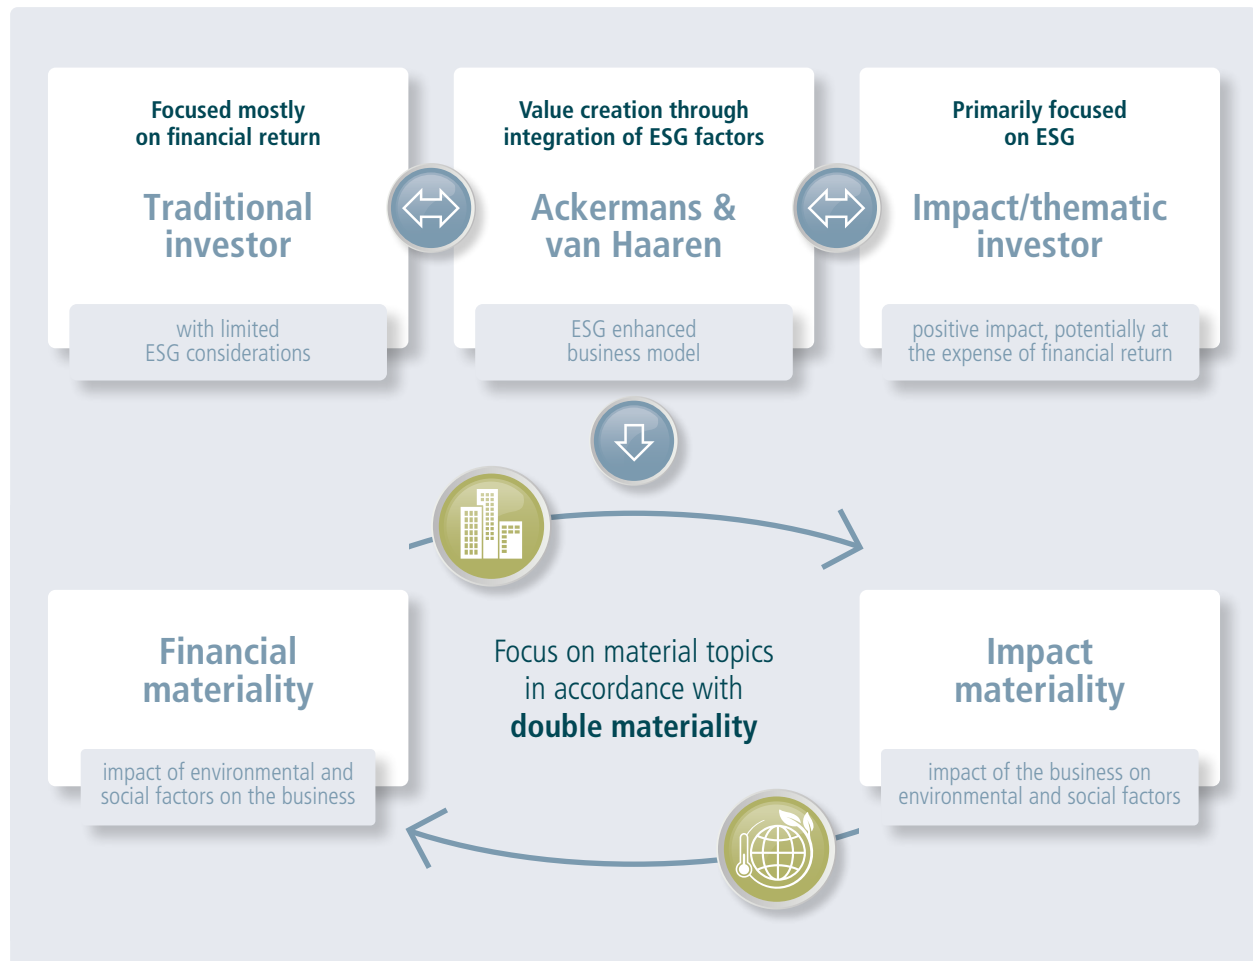 Focused mostly
on financial return
Traditional
investor
with limited
ESG considerations
Value creation through
integration of ESG factors
Ackermans &
van Haaren
ESG enhanced
business model
Primarily focused
on ESG
Impact/thematic
investor
positive impact, potentially at
the expense of financial return
Financial
materiality
impact of environmental and
social factors on the business
Focus on material topics
in accordance with
double materiality
Impact
materiality
impact of the business on
environmental and social factors